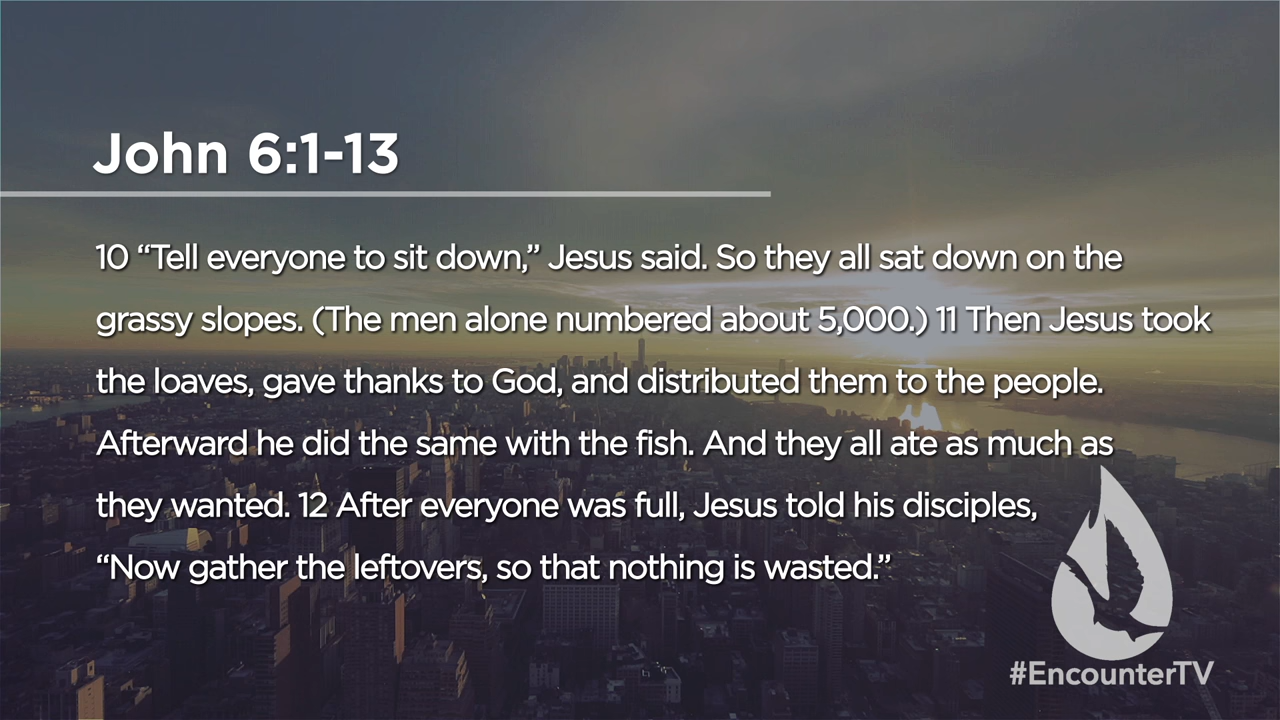 John 6:1-13
10 “Tell everyone to sit down,” Jesus said. So they all sat down on the
grassy slopes. (The men alone numbered about 5,000.) 11 Then Jesus took
the loaves, gave thanks to God, and distributed them to the people.
Afterward he did the same with the fish. And they all ate as much as
they wanted. 12 After everyone was full, Jesus told his disciples,
“Now gather the leftovers, so that nothing is wasted.”
#EncounterTV